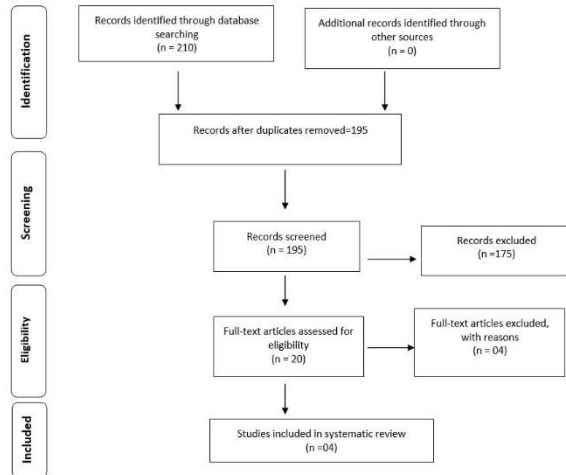 Identification
Records identified through database
searching
(n = 210)
Additional records identified through
other sources
(n = 0)
Records after duplicates removed=195
Screening
Records screened
(n = 195)
Records excluded
(n =175)
Eligibility
Full-text articles assessed for
eligibility
(n = 20)
Full-text articles excluded,
with reasons
(n = 04)
Included
Studies included in systematic review
(n =04)